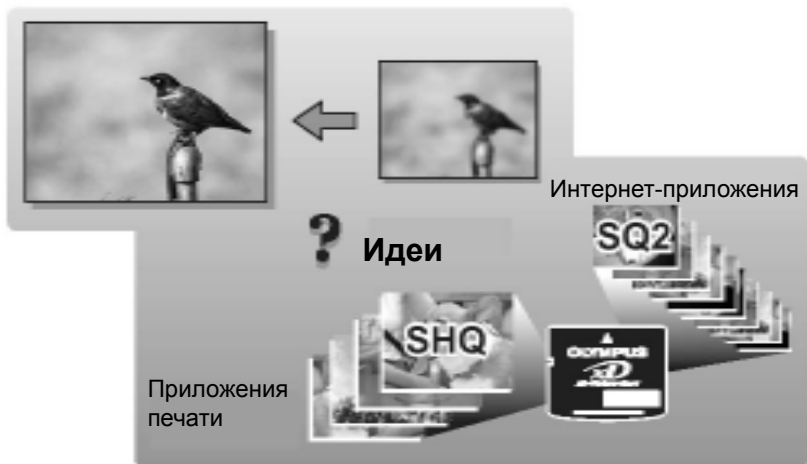 Интернет-приложения
SQ2
? Идеи
SHQ
OLYMPUS
xD
Приложения
печати